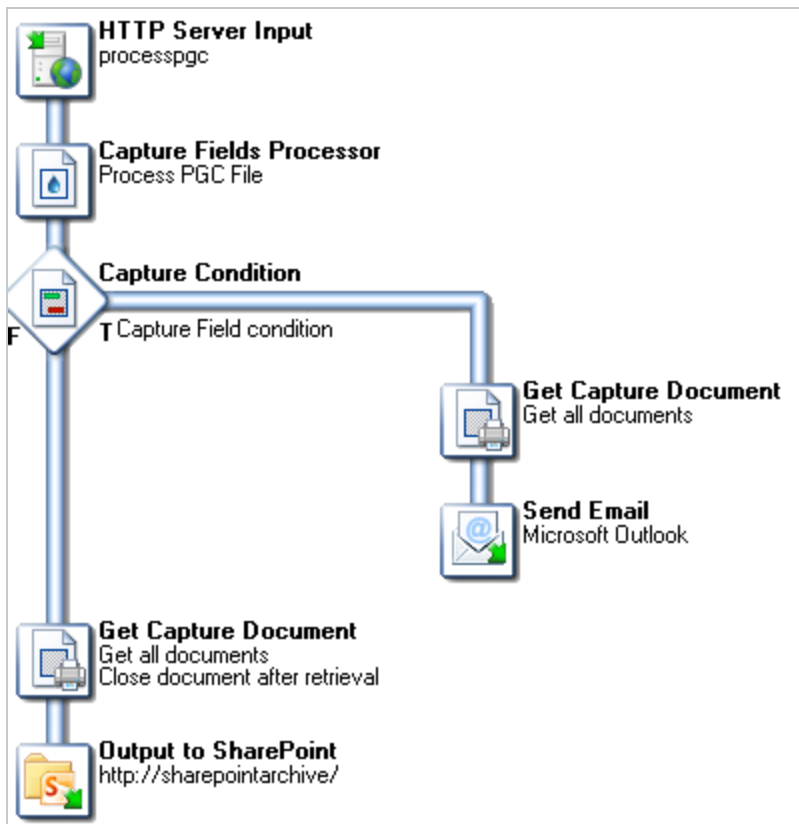 HTTP Server Input
processpgc
Capture Fields Processor
Process PGC File
Capture Condition
F
T Capture Field condition
Get Capture Document
Get all documents
Send Email
Microsoft Outlook
Get Capture Document
Get all documents
Close document after retrieval
Output to SharePoint
http://sharepointarchive/